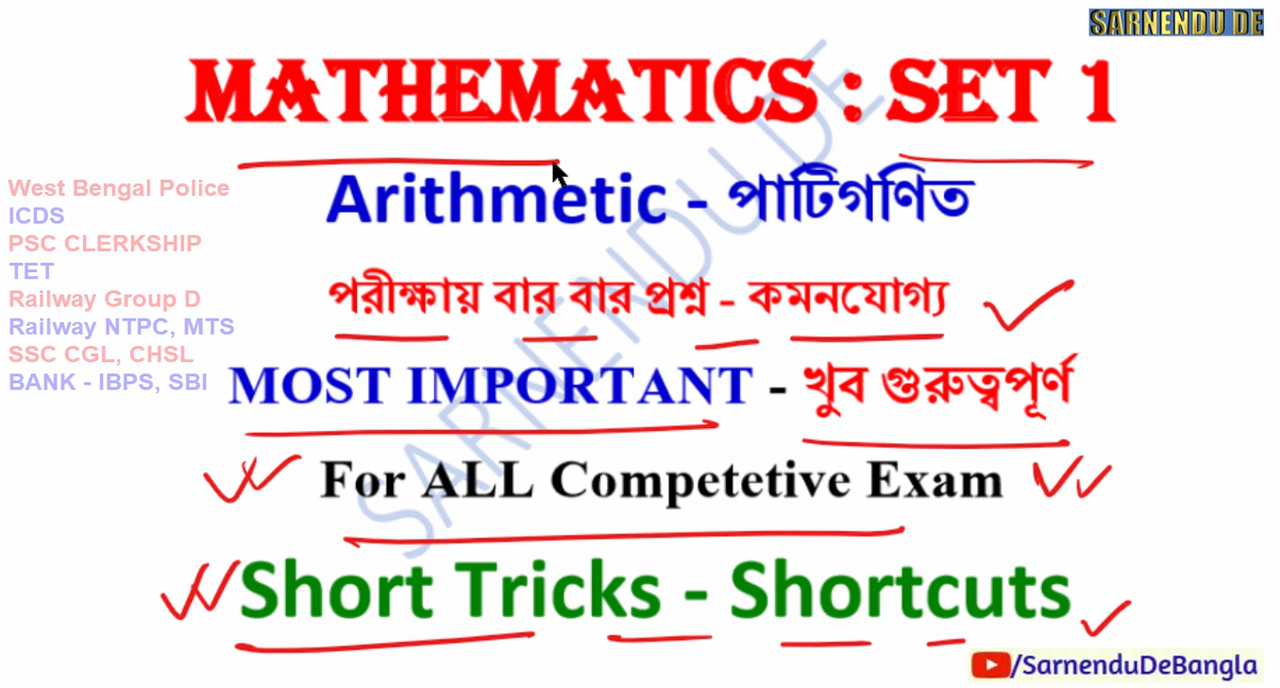 SARNENDU DE
MATHEMATICS : SET 1
Arithmetic - পাটিগণিত
West Bengal Police
ICDS
PSC CLERKSHIP
TET
Railway Group D
Railway NTPC, MTS
SSC CGL, CHSL
BANK - IBPS, SBI
পরীক্ষায় বার বার প্রশ্ন - কমনযোগ্য
MOST IMPORTANT - খুব গুরুত্বপূর্ণ
For ALL Competetive Exam
Short Tricks - Shortcuts
/SarnenduDeBangla
SARNENDU DE